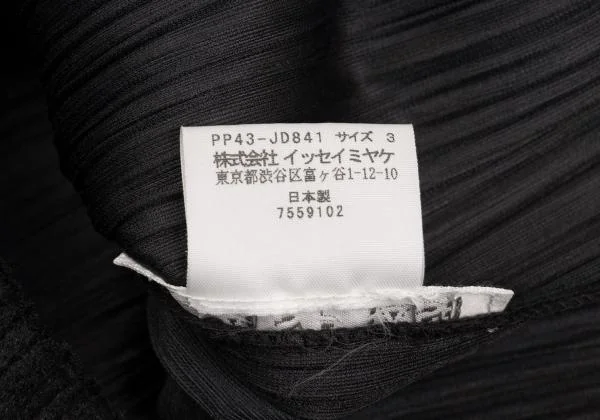 PP43-JD841 サイズ 3
株式会社 イッセイミヤケ
東京都渋谷区富ヶ谷1-12-10
日本製
7559102